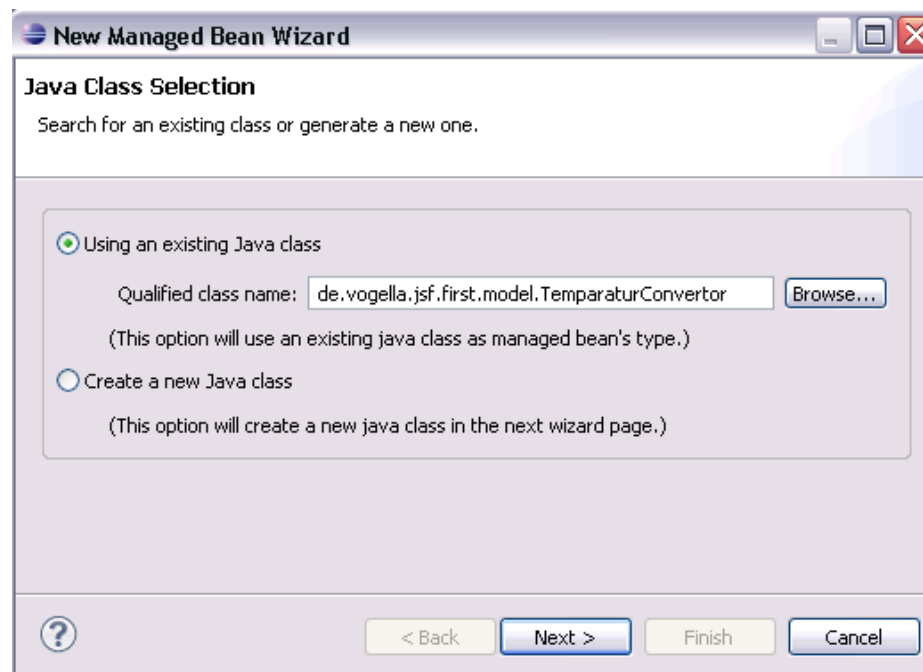 New Managed Bean Wizard
Java Class Selection
Search for an existing class or generate a new one.
Using an existing Java class
Qualified class name: de.vogella.jsf.first.model.TemparaturConvertor Browse...
(This option will use an existing java class as managed bean's type.)
Create a new Java class
(This option will create a new java class in the next wizard page.)
? < Back Next > Finish Cancel